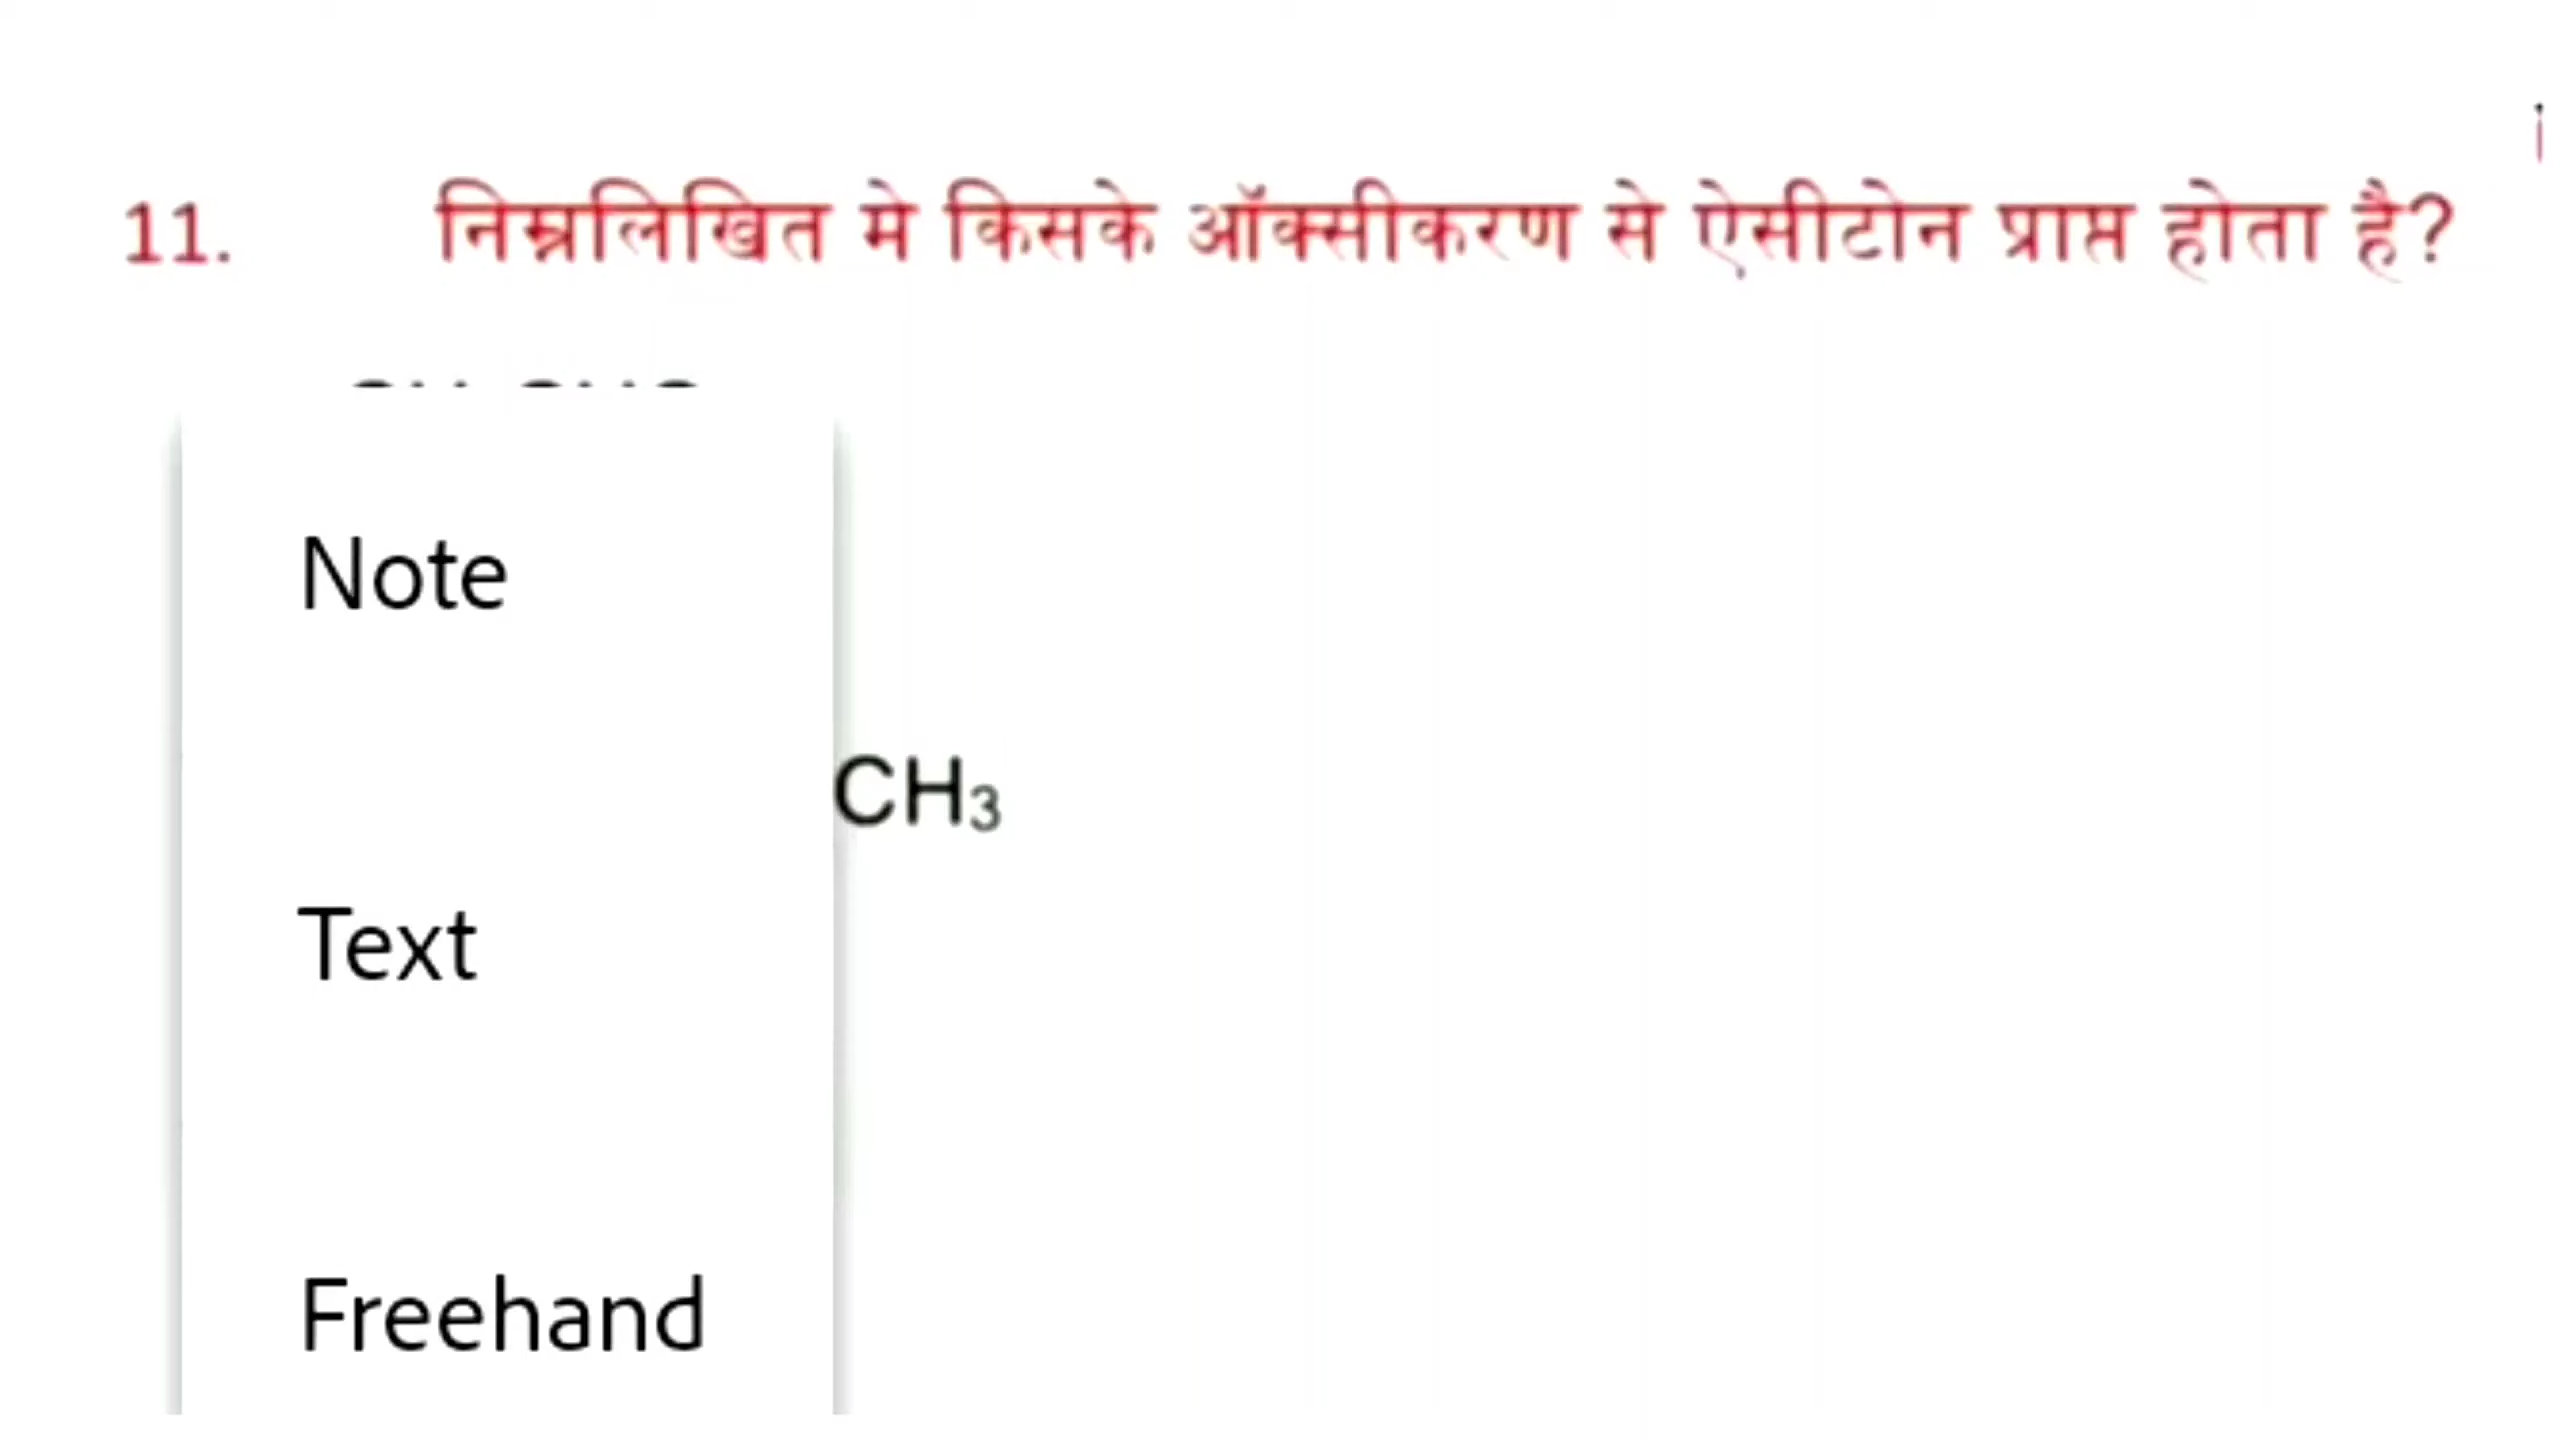 11. निम्नलिखित मे किसके ऑक्सीकरण से ऐसीटोन प्राप्त होता है?
Note
CH₃
Text
Freehand